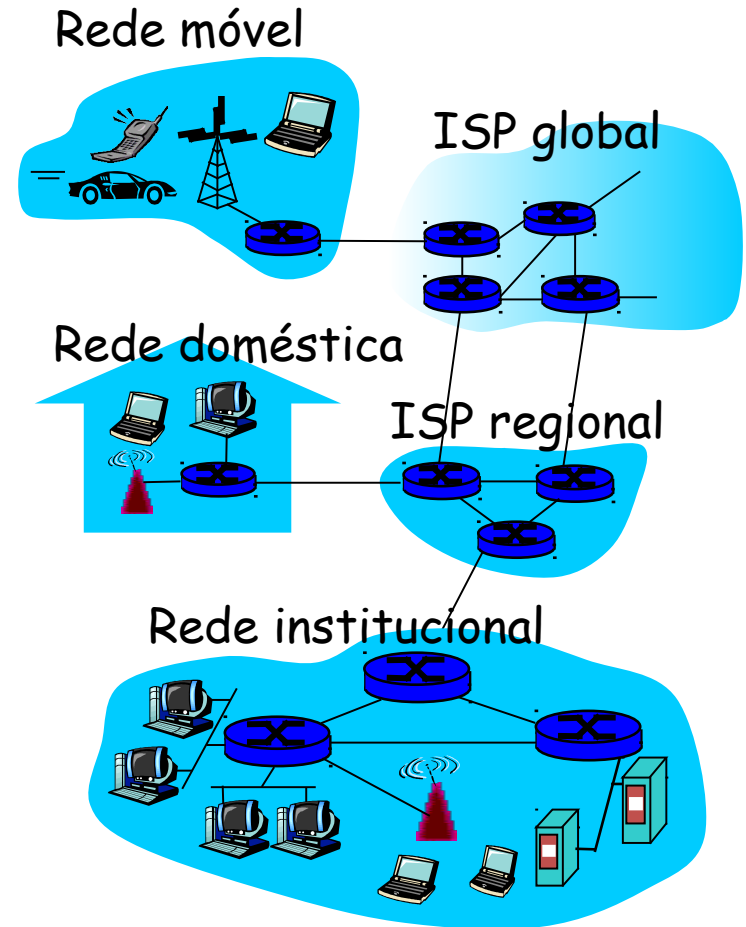 Rede móvel
ISP global
Rede doméstica
ISP regional
Rede institucional